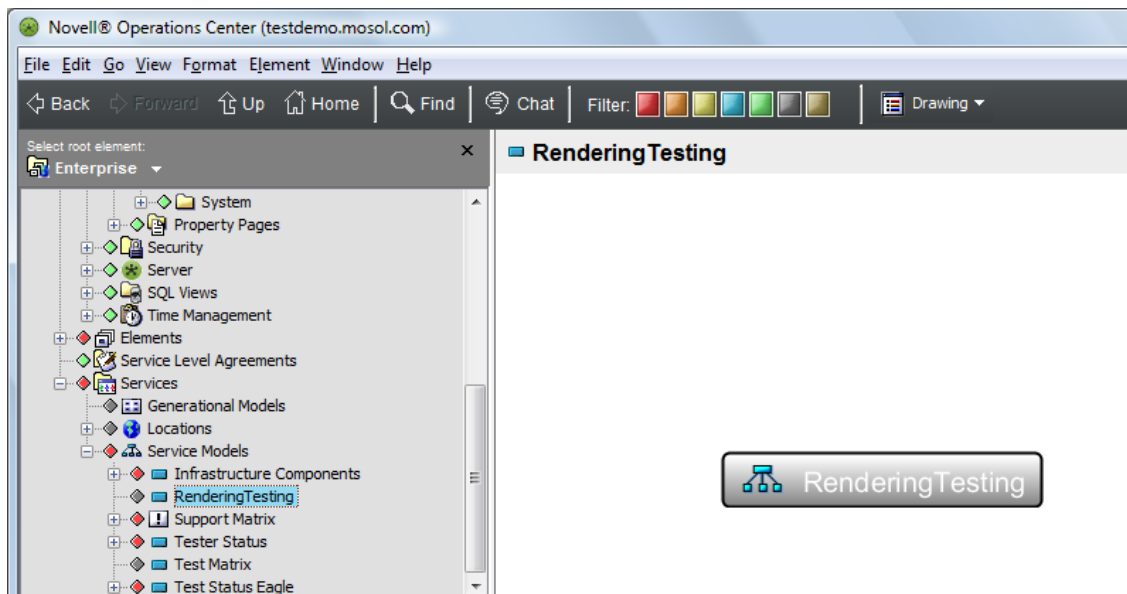 Novell® Operations Center (testdemo.mosol.com)
File Edit Go View Format Element Window Help
Back Forward Up Home Find Chat Filter: Drawing
Select root element:
Enterprise
RenderingTesting
System
Property Pages
Security
Server
SQL Views
Time Management
Elements
Service Level Agreements
Services
Generational Models
Locations
Service Models
Infrastructure Components
RenderingTesting
Support Matrix
Tester Status
Test Matrix
Test Status Eagle
RenderingTesting